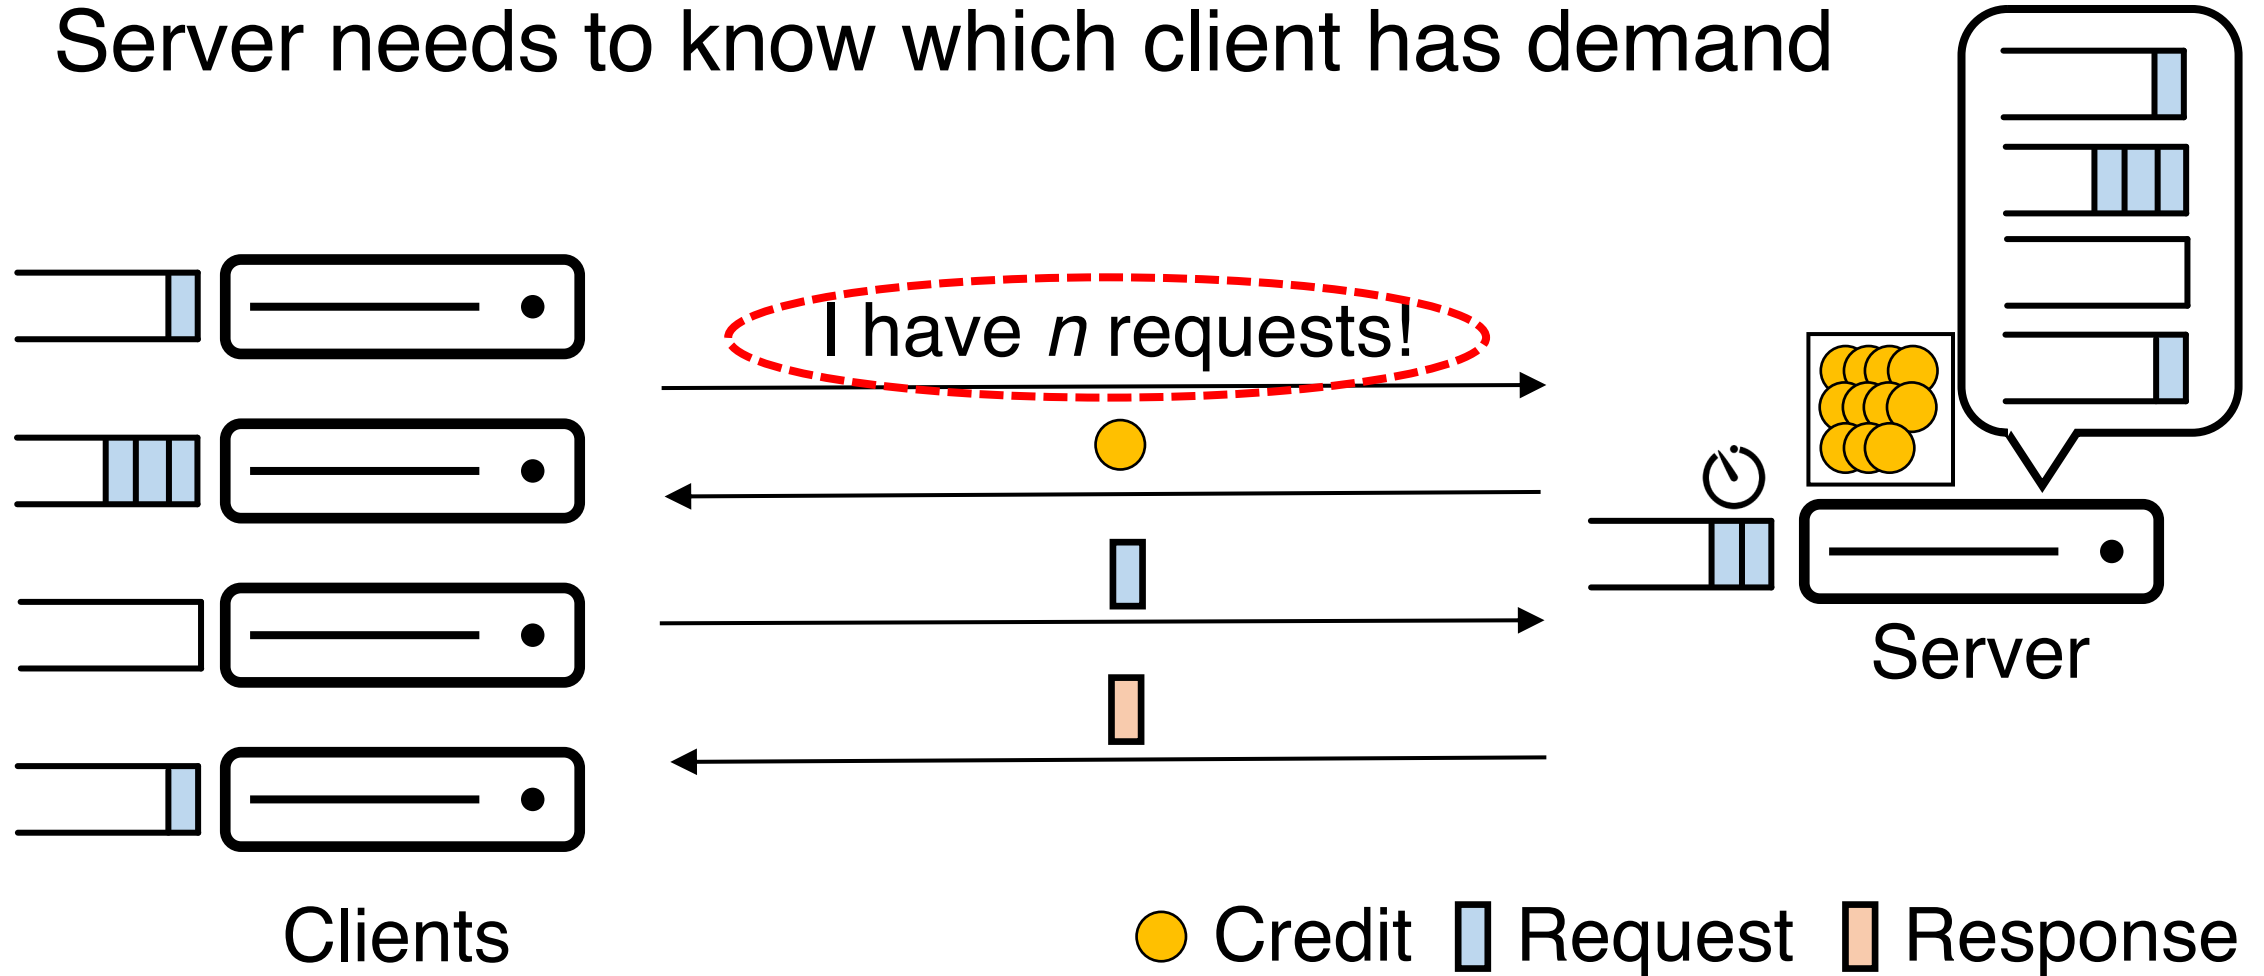 Server needs to know which client has demand
I have n requests!
Server
Clients
Credit Request Response